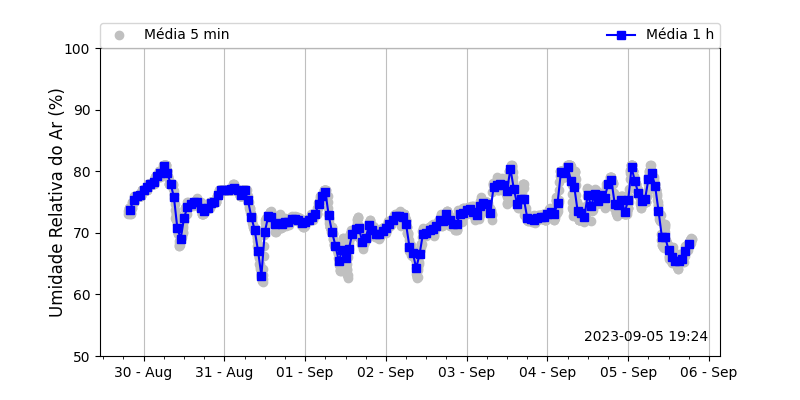 Média 5 min
Média 1 h
Umidade Relativa do Ar (%)
100
90
80
70
60
50
2023-09-05 19:24
30 - Aug
31 - Aug
01 - Sep
02 - Sep
03 - Sep
04 - Sep
05 - Sep
06 - Sep